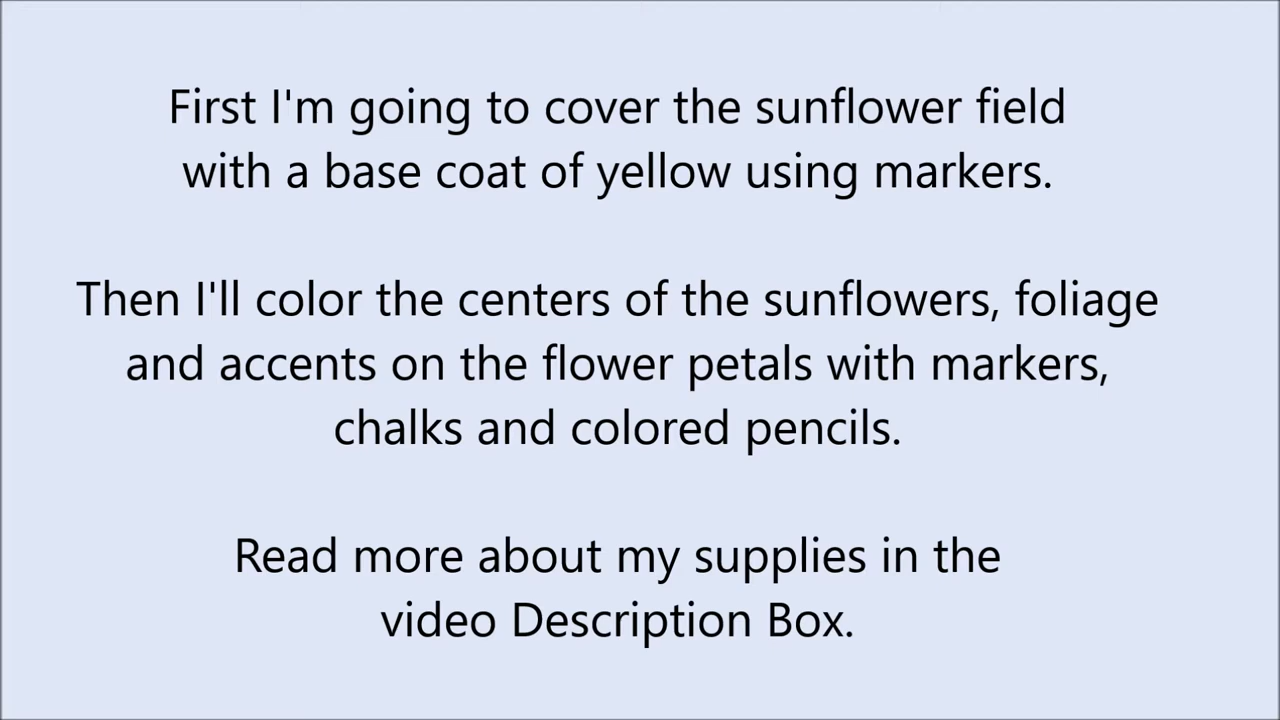 First I'm going to cover the sunflower field
with a base coat of yellow using markers.
Then I'll color the centers of the sunflowers, foliage
and accents on the flower petals with markers,
chalks and colored pencils.
Read more about my supplies in the
video Description Box.